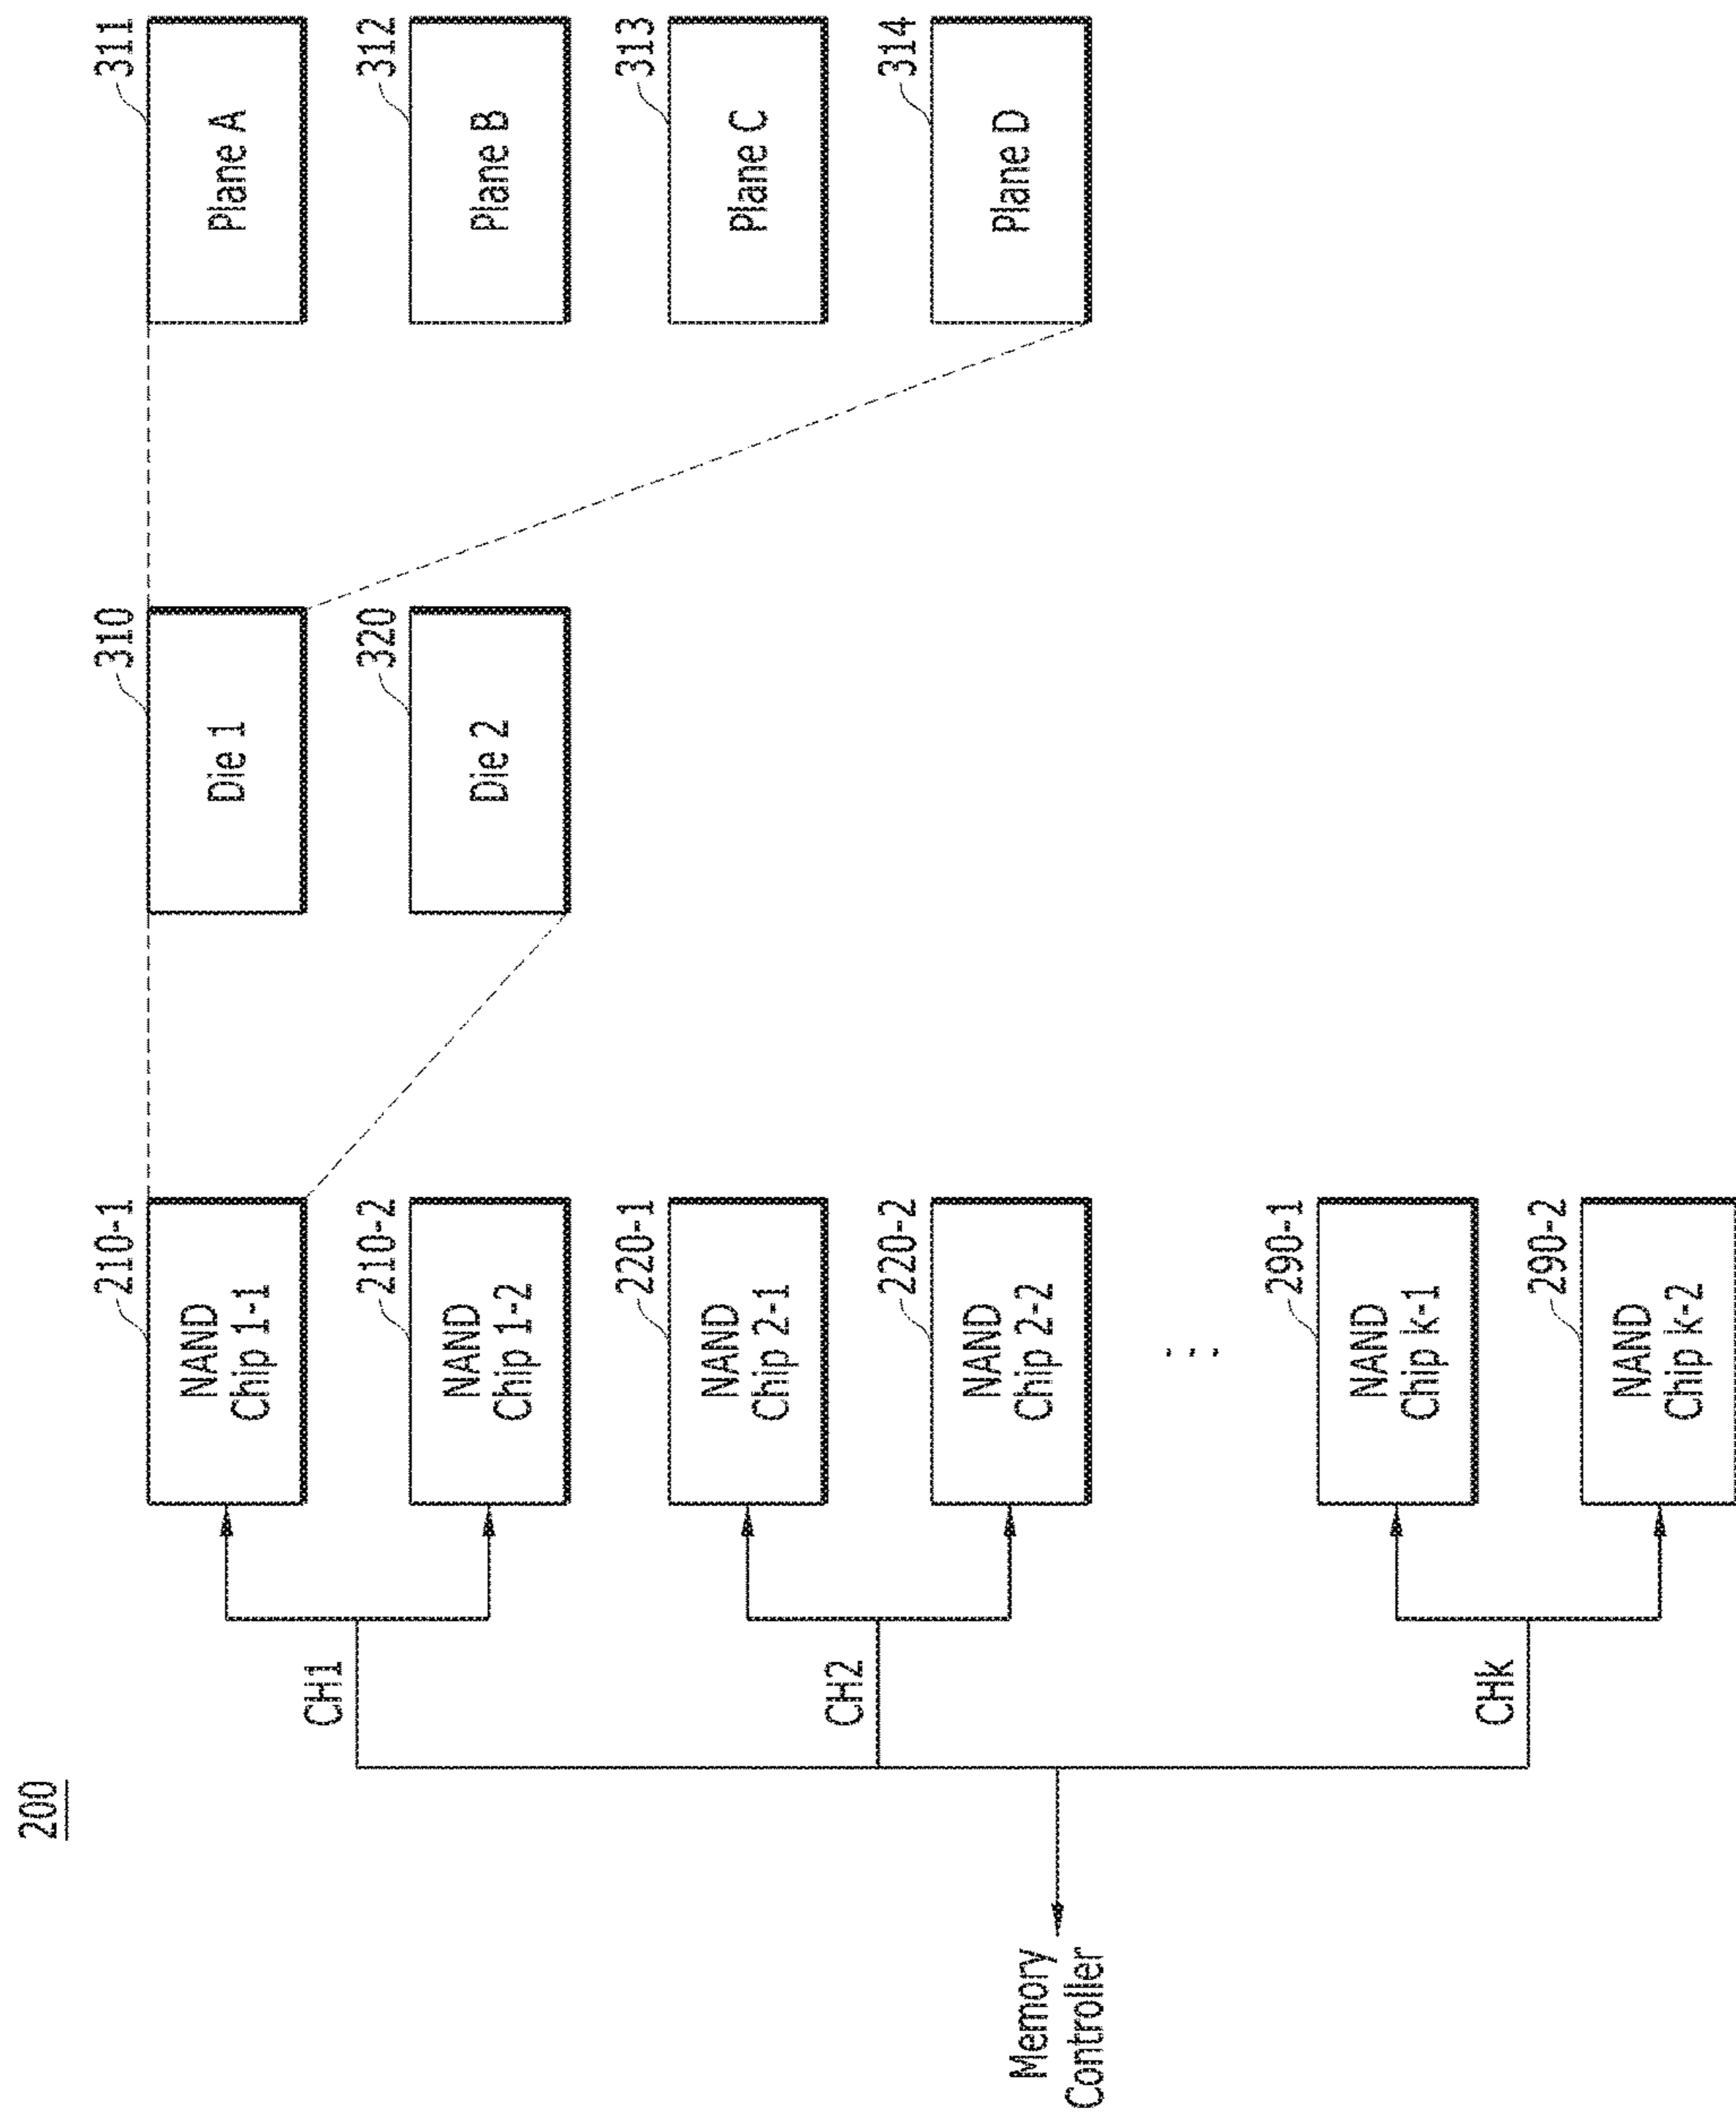 200
Memory
Controller
CH1
CH2
CHk
210-1
NAND
Chip 1-1
210-2
NAND
Chip 1-2
220-1
NAND
Chip 2-1
220-2
NAND
Chip 2-2
...
290-1
NAND
Chip k-1
290-2
NAND
Chip k-2
310
Die 1
320
Die 2
311
Plane A
312
Plane B
313
Plane C
314
Plane D